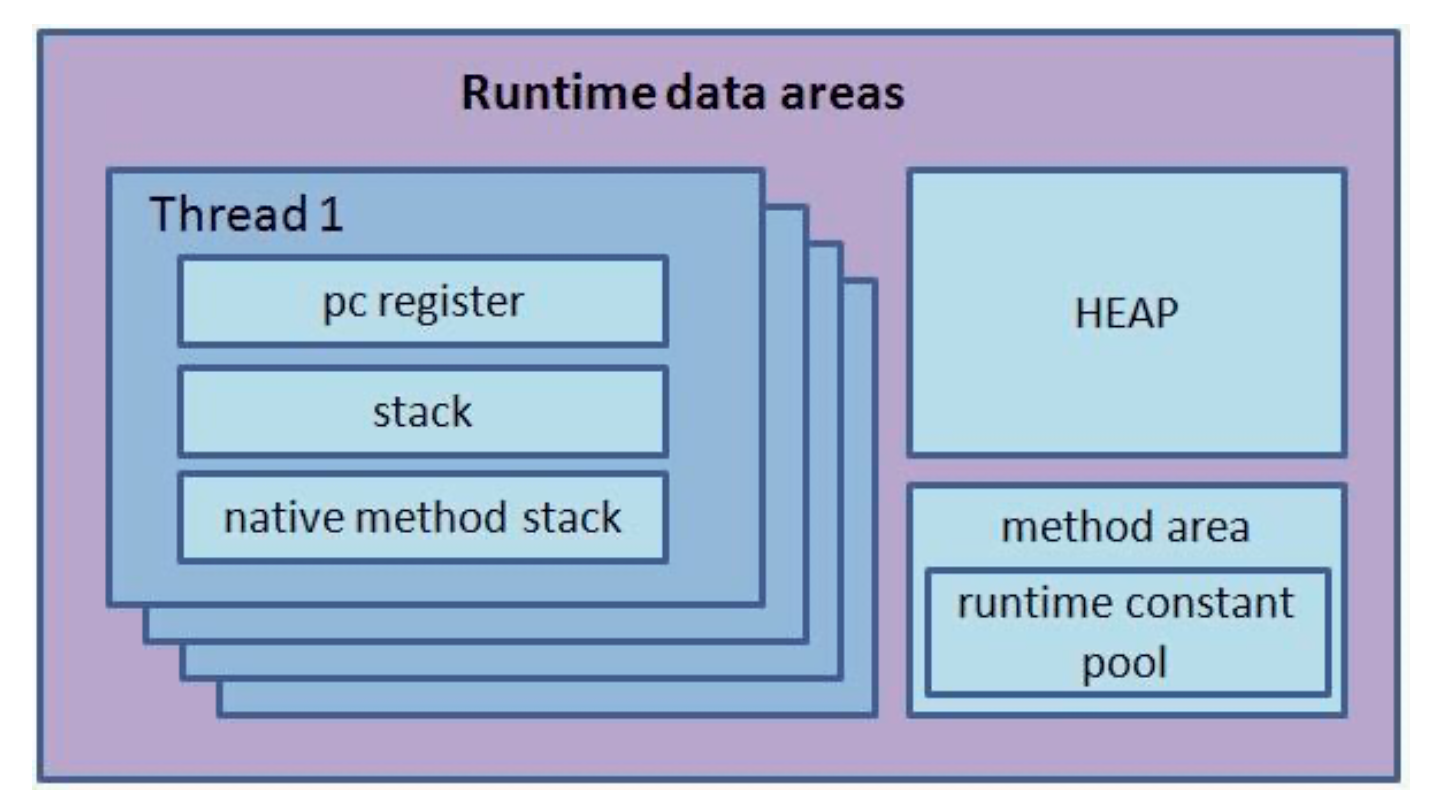 Runtime data areas
Thread 1
pc register
stack
native method stack
HEAP
method area
runtime constant
pool